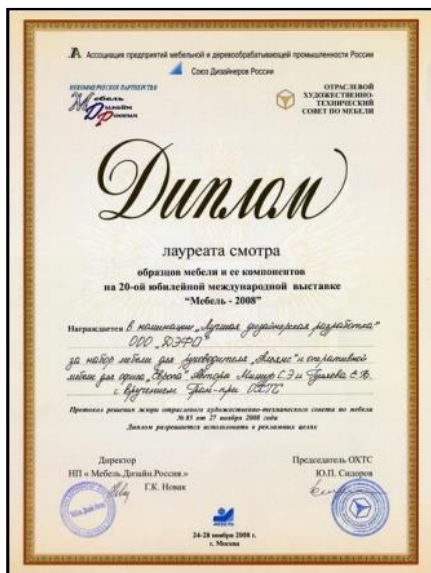 Ассоциация предприятий мебельной и деревообрабатывающей промышленности России
Союз Дизайнеров России
НЕКОММЕРЧЕСКОЕ ПАРТНЕРСТВО
Мебель
Дизайн
Россия
ОТРАСЛЕВОЙ
ХУДОЖЕСТВЕННО-
ТЕХНИЧЕСКИЙ
СОВЕТ ПО МЕБЕЛИ
Диплом
лауреата смотра
образцов мебели и ее компонентов
на 20-ой юбилейной международной выставке
"Мебель - 2008"
Награждается В номинации "Лучшая дизайнерская разработка"
ООО "ДЭФО"
за набор мебели для руководителя "Альянс" и оперативной
мебели для офиса "Европа" Авторы С.Э и
с вручением Гран-при ОХТС
Протокол решения жюри отраслевого художественно-технического совета по мебели
№ 85 от 27 ноября 2008 года
Диплом разрешается использовать в рекламных целях
Директор
НП « Мебель.Дизайн.Россия.»
Г.К. Новак
Председатель ОХТС
Ю.П. Сидоров
МЕБЕЛЬ
24-28 ноября 2008 г.
г. Москва